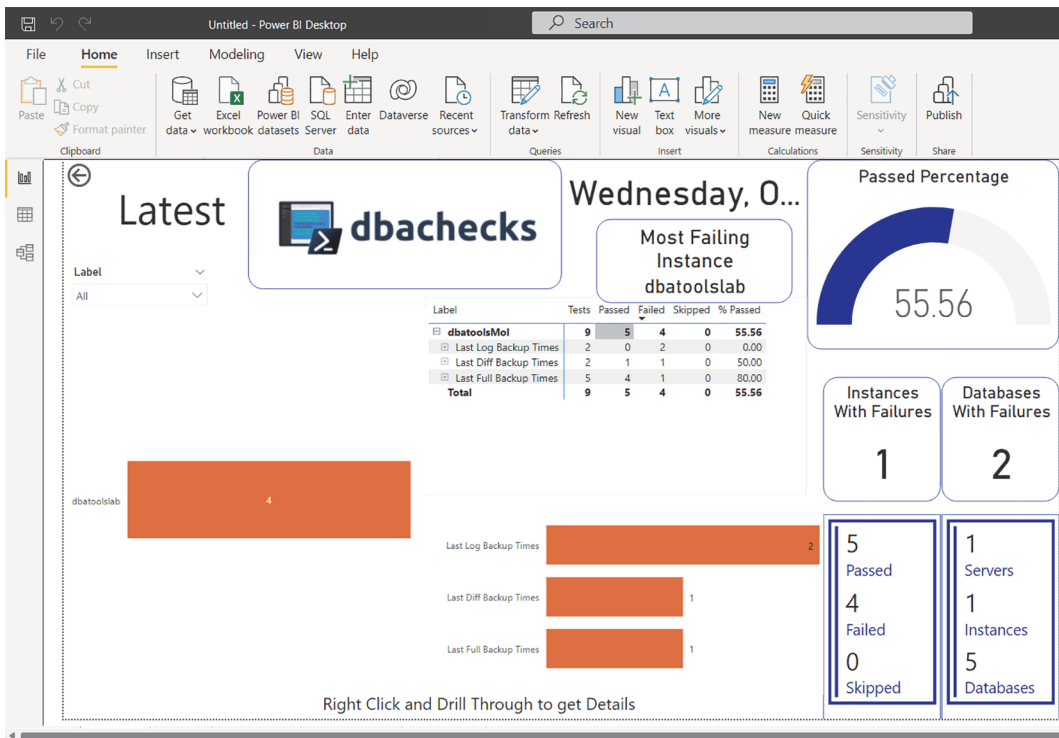 Untitled - Power BI Desktop
Search
File Home Insert Modeling View Help
Paste
Cut
Copy
Format painter
Clipboard
Get data
Excel workbook
Power BI datasets
SQL Server
Enter data
Dataverse
Recent sources
Data
Transform data
Refresh
Queries
New visual
Text box
More visuals
Insert
New measure
Quick measure
Calculations
Sensitivity
Sensitivity
Publish
Share
Latest
dbachecks
Wednesday, O...
Most Failing
Instance
dbatoolslab
Passed Percentage
55.56
Label
All
Label Tests Passed Failed Skipped % Passed
dbatoolsMol 9 5 4 0 55.56
Last Log Backup Times 2 0 2 0 0.00
Last Diff Backup Times 2 1 1 0 50.00
Last Full Backup Times 5 4 1 0 80.00
Total 9 5 4 0 55.56
Instances
With Failures
1
Databases
With Failures
2
dbatoolslab 4
Last Log Backup Times 2
Last Diff Backup Times 1
Last Full Backup Times 1
5
Passed
4
Failed
0
Skipped
1
Servers
1
Instances
5
Databases
Right Click and Drill Through to get Details